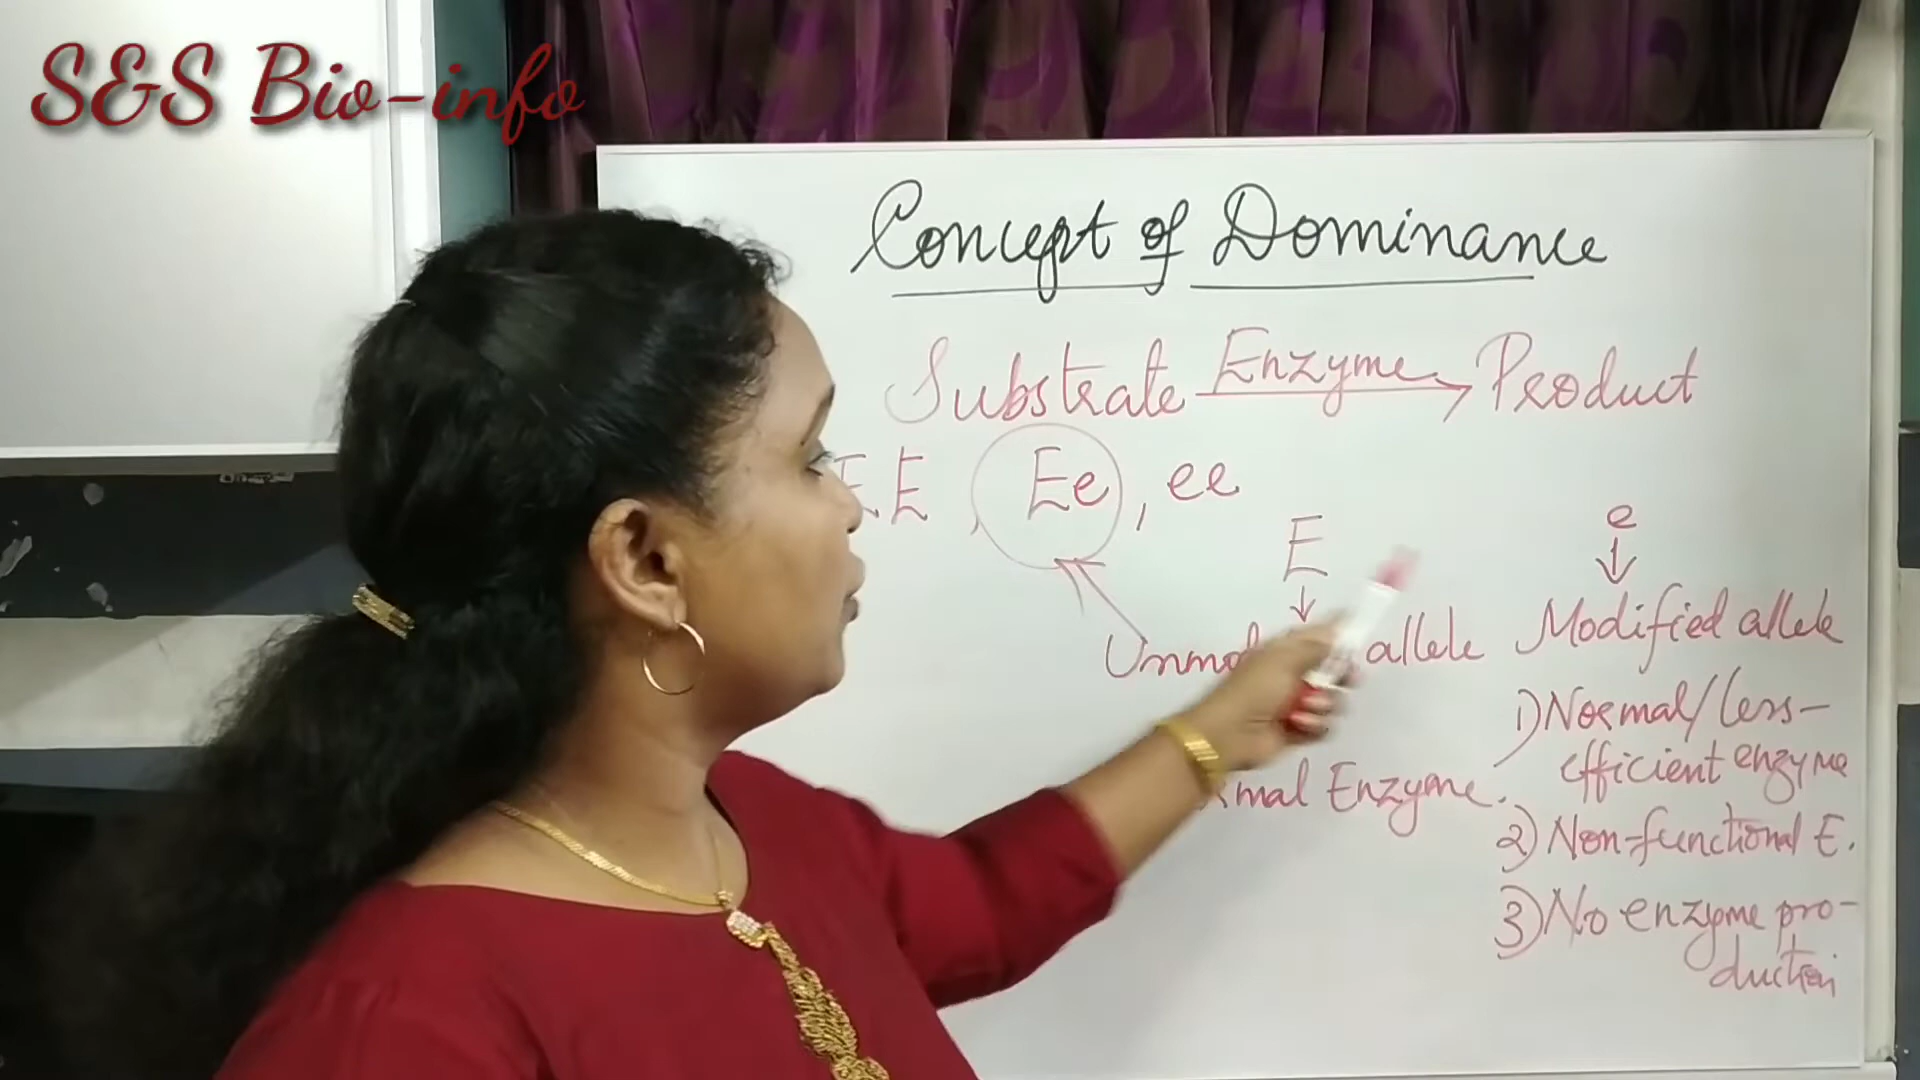 S&S Bio-info
Concept of Dominance
Substrate Enzyme Product
EE, Ee, ee
E e
allele Modified allele
1) Normal/less-
efficient enzyme
Enzyme.
2) Non-functional E.
3) No enzyme pro-
duction